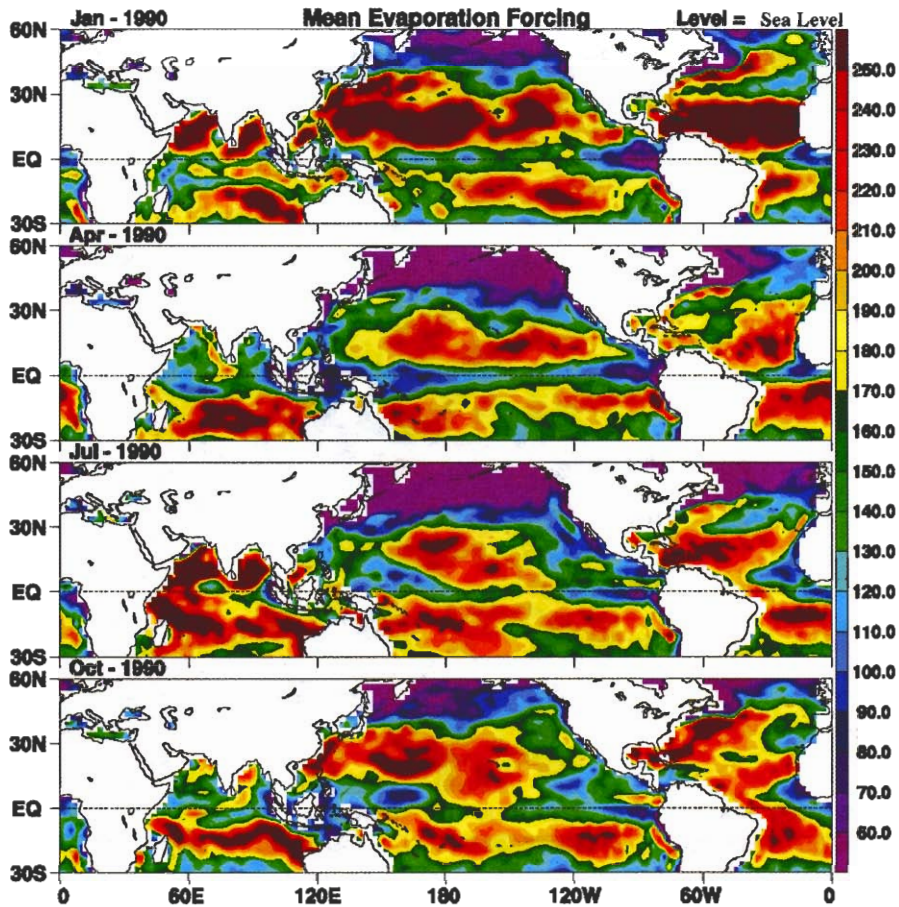 Jan - 1990 Mean Evaporation Forcing Level = Sea Level
60N
30N
EQ
30S
Apr - 1990
60N
30N
EQ
30S
Jul - 1990
60N
30N
EQ
30S
Oct - 1990
60N
30N
EQ
30S
0 60E 120E 180 120W 60W 0
250.0
240.0
230.0
220.0
210.0
200.0
190.0
180.0
170.0
160.0
150.0
140.0
130.0
120.0
110.0
100.0
90.0
80.0
70.0
60.0